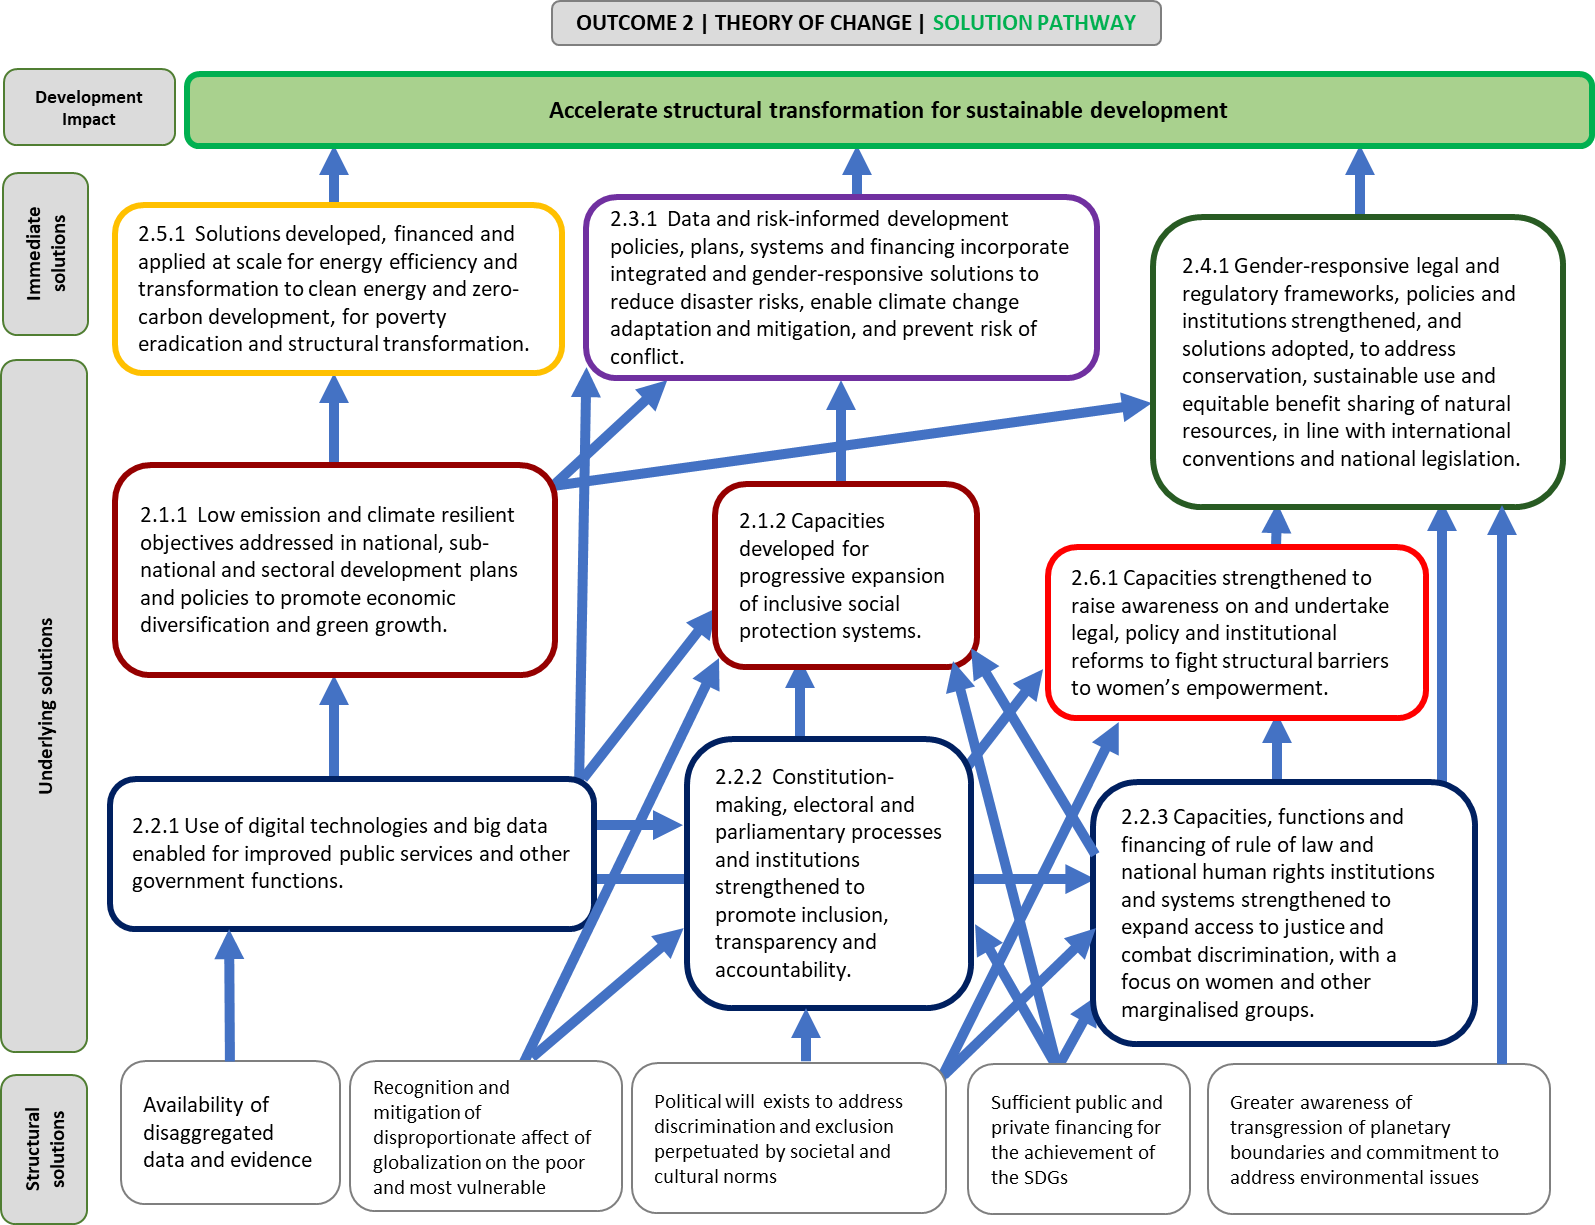 OUTCOME 2 | THEORY OF CHANGE | SOLUTION PATHWAY
Development
Impact
Accelerate structural transformation for sustainable development
Immediate
solutions
2.5.1 Solutions developed, financed and
applied at scale for energy efficiency and
transformation to clean energy and zero-
carbon development, for poverty
eradication and structural transformation.
2.3.1 Data and risk-informed development
policies, plans, systems and financing incorporate
integrated and gender-responsive solutions to
reduce disaster risks, enable climate change
adaptation and mitigation, and prevent risk of
conflict.
2.4.1 Gender-responsive legal and
regulatory frameworks, policies and
institutions strengthened, and
solutions adopted, to address
conservation, sustainable use and
equitable benefit sharing of natural
resources, in line with international
conventions and national legislation.
Underlying solutions
2.1.1 Low emission and climate resilient
objectives addressed in national, sub-
national and sectoral development plans
and policies to promote economic
diversification and green growth.
2.1.2 Capacities
developed for
progressive expansion
of inclusive social
protection systems.
2.6.1 Capacities strengthened to
raise awareness on and undertake
legal, policy and institutional
reforms to fight structural barriers
to women’s empowerment.
2.2.1 Use of digital technologies and big data
enabled for improved public services and other
government functions.
2.2.2 Constitution-
making, electoral and
parliamentary processes
and institutions
strengthened to
promote inclusion,
transparency and
accountability.
2.2.3 Capacities, functions and
financing of rule of law and
national human rights institutions
and systems strengthened to
expand access to justice and
combat discrimination, with a
focus on women and other
marginalised groups.
Structural
solutions
Availability of
disaggregated
data and evidence
Recognition and
mitigation of
disproportionate affect of
globalization on the poor
and most vulnerable
Political will exists to address
discrimination and exclusion
perpetuated by societal and
cultural norms
Sufficient public and
private financing for
the achievement of
the SDGs
Greater awareness of
transgression of planetary
boundaries and commitment to
address environmental issues